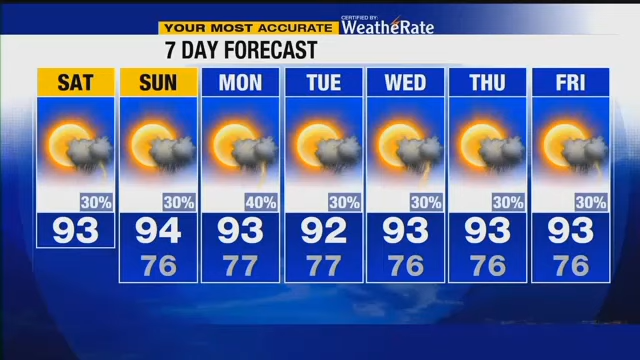 YOUR MOST ACCURATE CERTIFIED BY: WeatheRate
7 DAY FORECAST
SAT SUN MON TUE WED THU FRI
30% 30% 40% 30% 30% 30% 30%
93 94 93 92 93 93 93
76 77 77 76 76 76